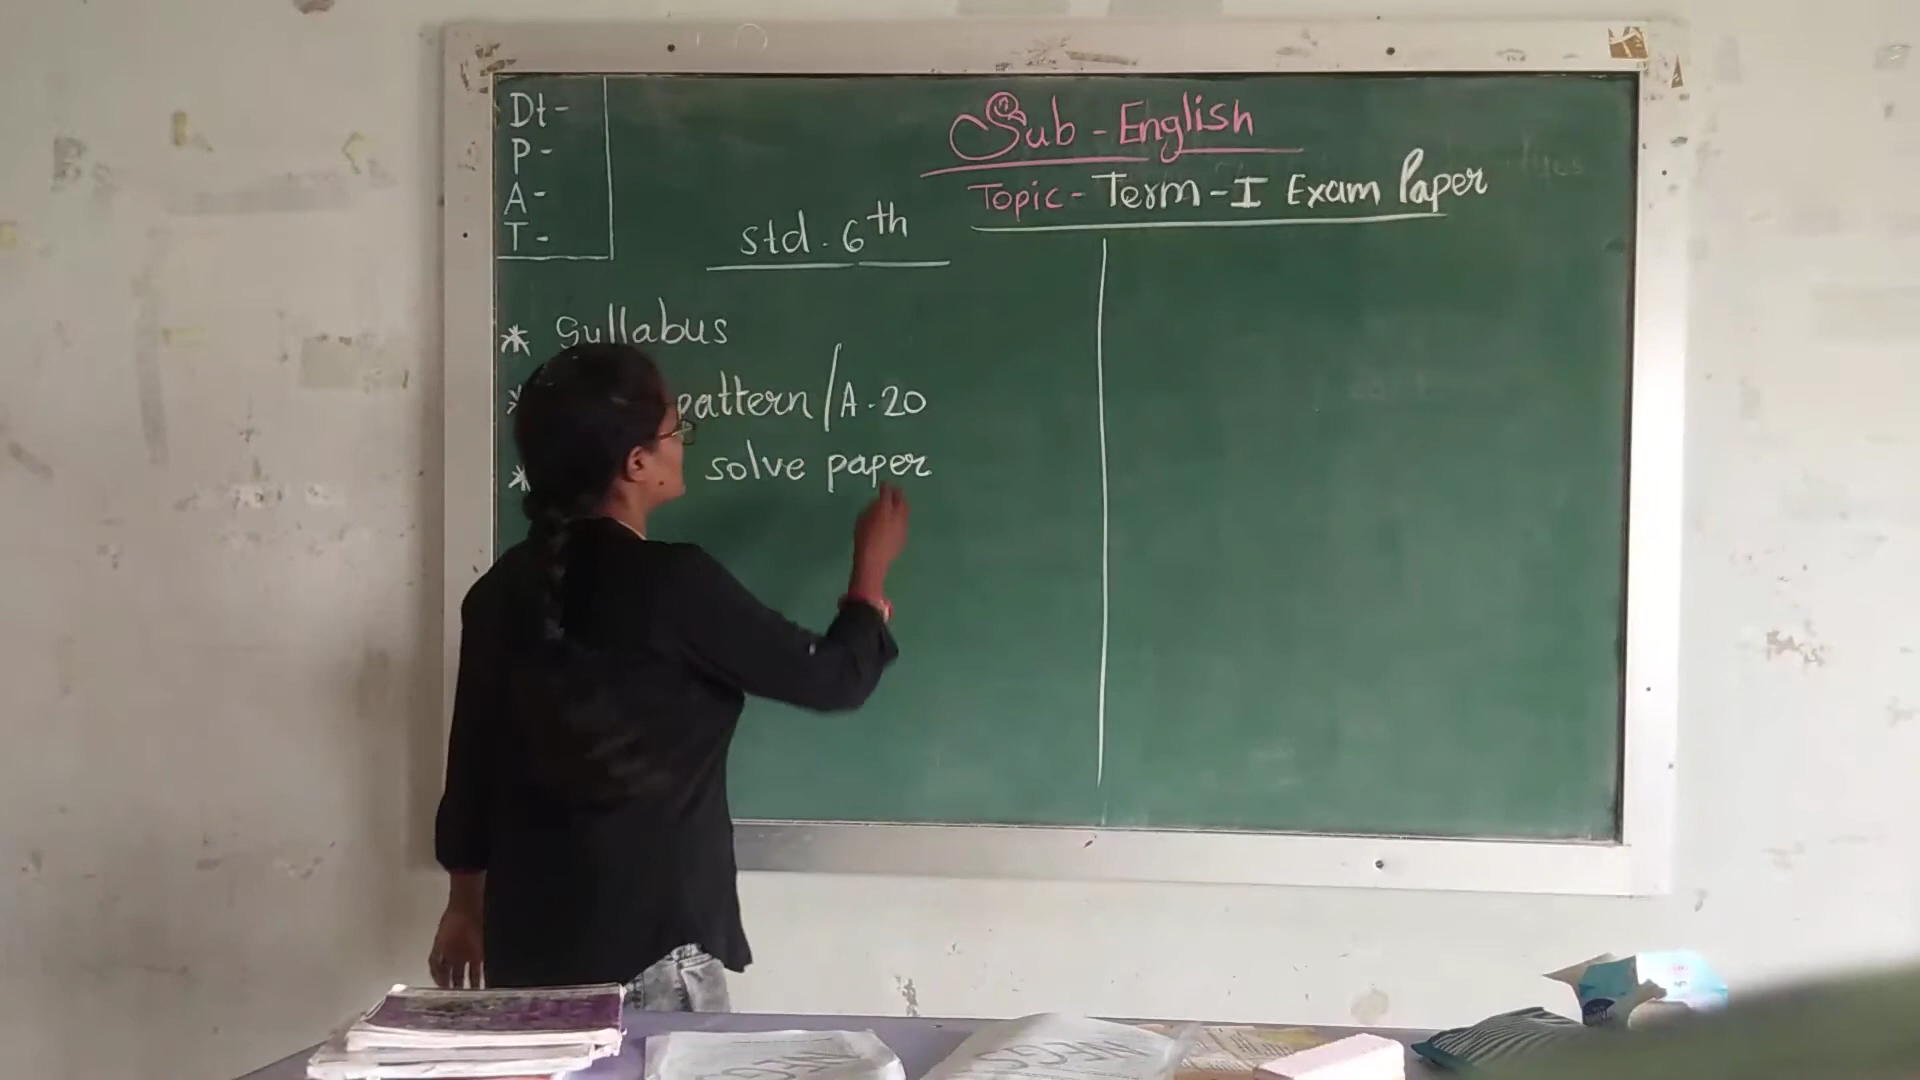 Dt-
P-
A-
T-
Sub-English
Topic- Term-I Exam Paper
std. 6th
* Syllabus
* pattern/A.20
* solve paper